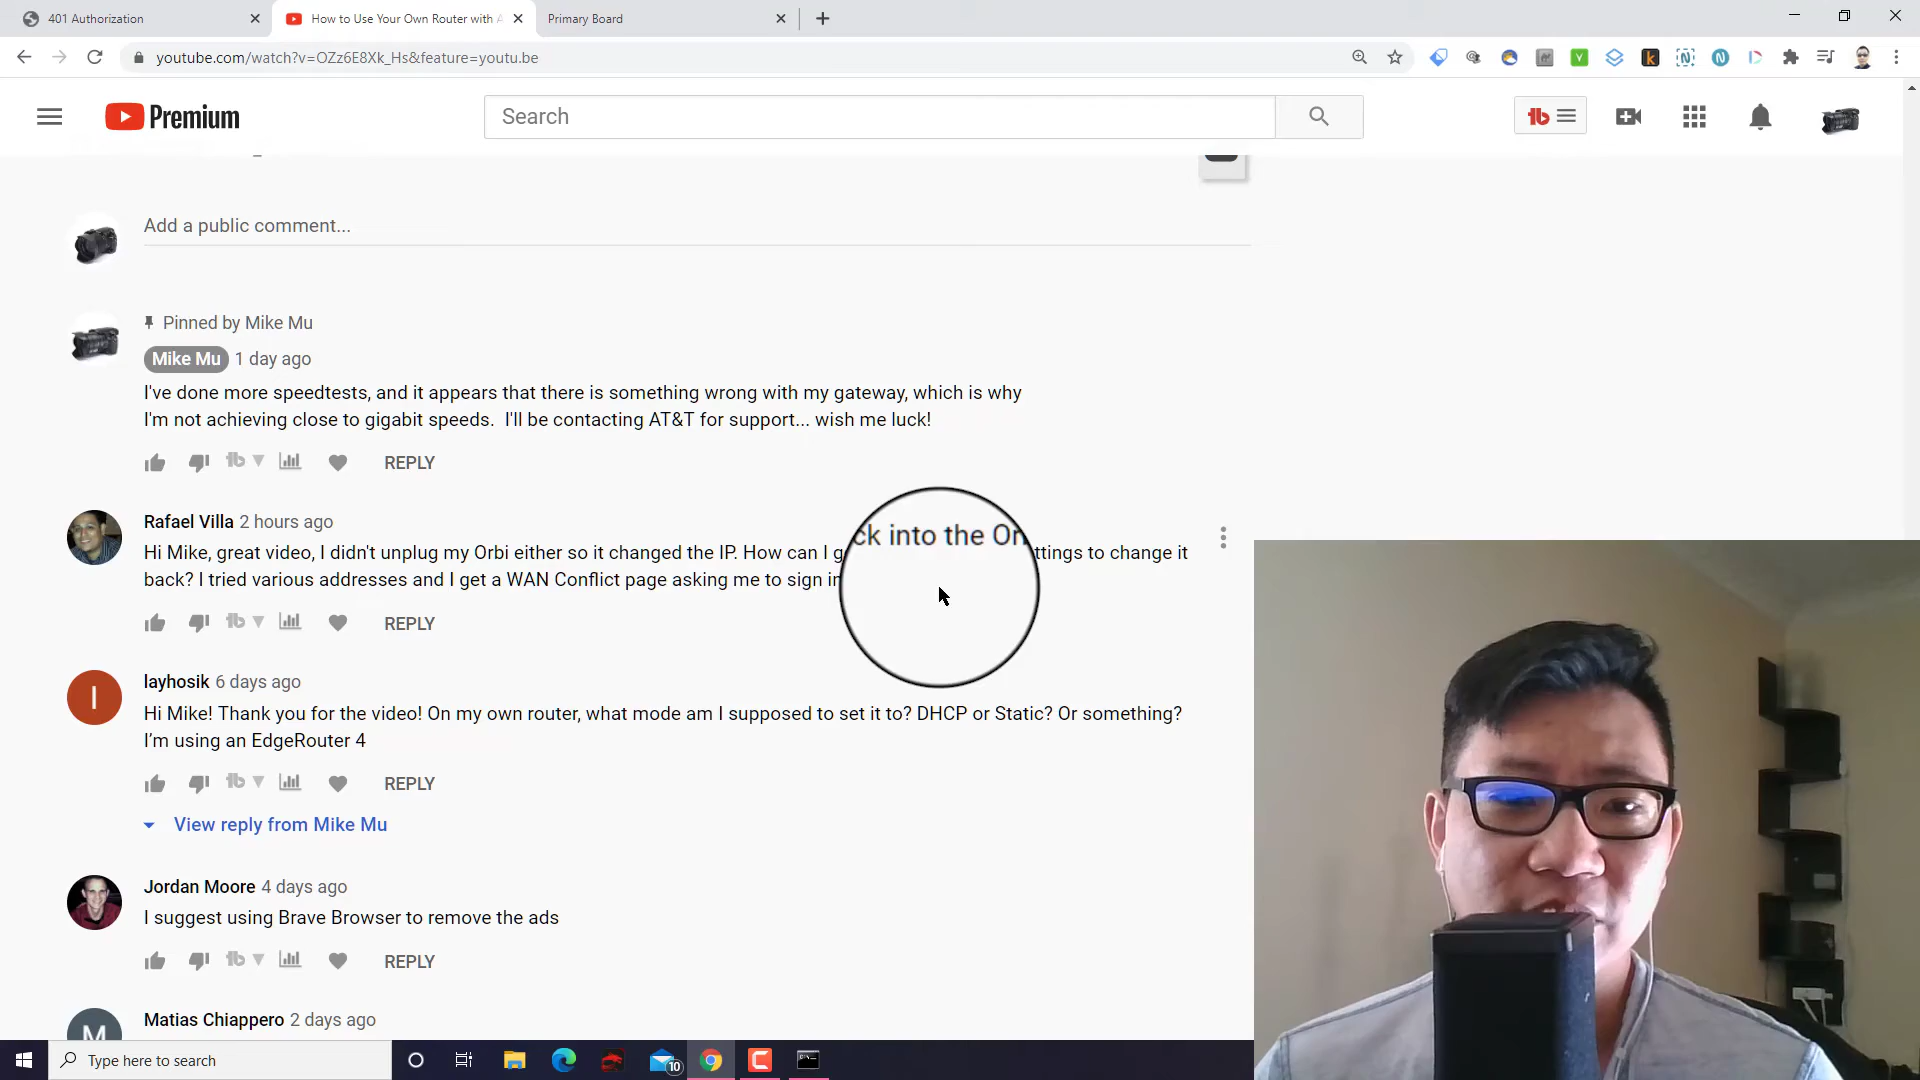 401 Authorization
How to Use Your Own Router with A
Primary Board
youtube.com/watch?v=OZz6E8Xk_Hs&feature=youtu.be
Premium
Search
Add a public comment...
Pinned by Mike Mu
Mike Mu 1 day ago
I've done more speedtests, and it appears that there is something wrong with my gateway, which is why
I'm not achieving close to gigabit speeds. I'll be contacting AT&T for support... wish me luck!
REPLY
Rafael Villa 2 hours ago
Hi Mike, great video, I didn't unplug my Orbi either so it changed the IP. How can I g ck into the Or ttings to change it
back? I tried various addresses and I get a WAN Conflict page asking me to sign in
REPLY
layhosik 6 days ago
Hi Mike! Thank you for the video! On my own router, what mode am I supposed to set it to? DHCP or Static? Or something?
I'm using an EdgeRouter 4
REPLY
View reply from Mike Mu
Jordan Moore 4 days ago
I suggest using Brave Browser to remove the ads
REPLY
Matias Chiappero 2 days ago
Type here to search
10